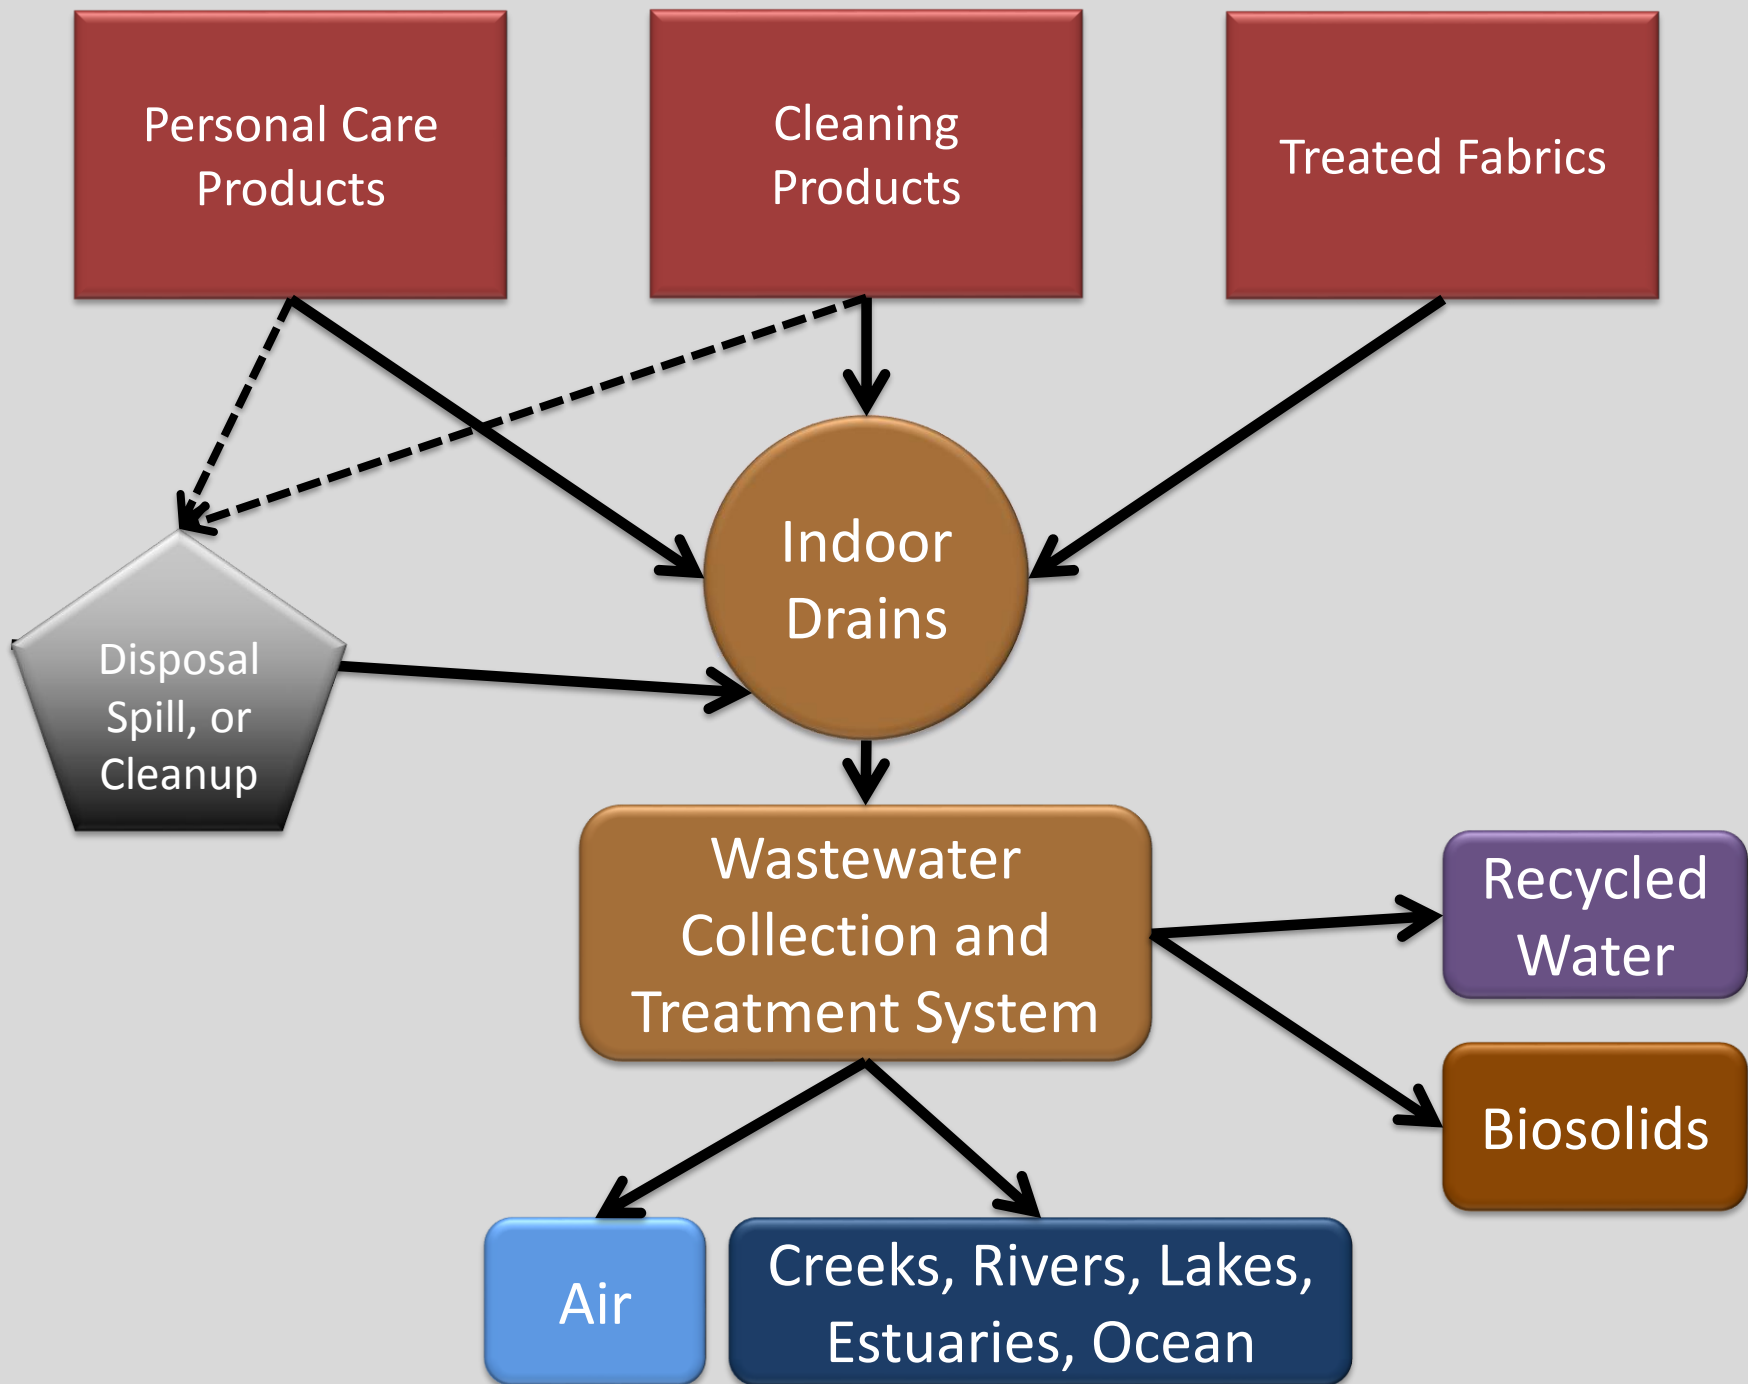 Personal Care
Products
Cleaning
Products
Treated Fabrics
Indoor
Drains
Disposal
Spill, or
Cleanup
Wastewater
Collection and
Treatment System
Recycled
Water
Biosolids
Air
Creeks, Rivers, Lakes,
Estuaries, Ocean